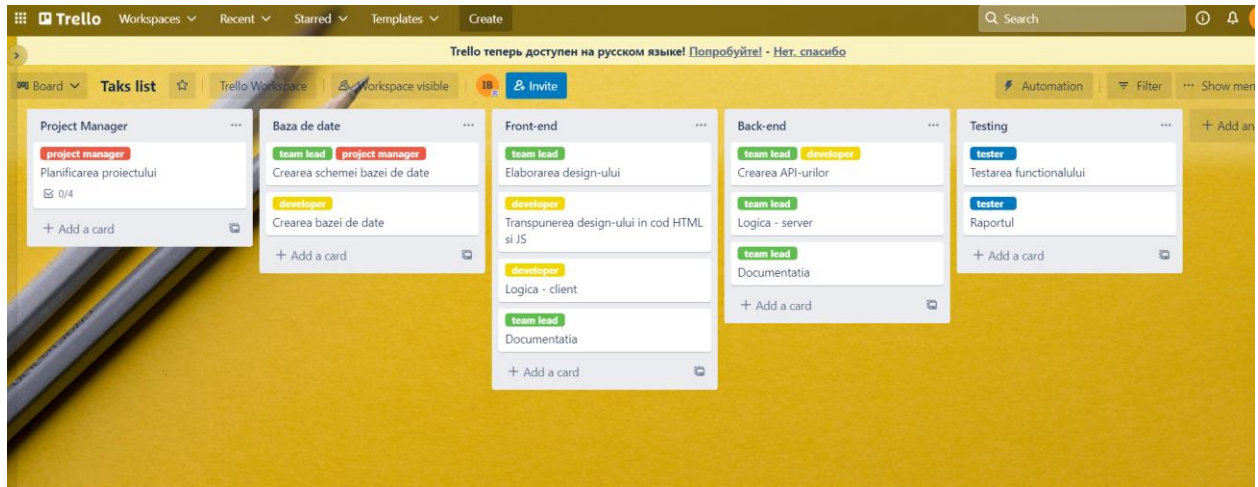 Trello Workspaces Recent Starred Templates Create Search
Trello теперь доступен на русском языке! Попробуйте! - Нет, спасибо
Board Taks list Trello Workspace Workspace visible IB Invite Automation Filter Show men
Project Manager
project manager
Planificarea proiectului
0/4
+ Add a card
Baza de date
team lead project manager
Crearea schemei bazei de date
developer
Crearea bazei de date
+ Add a card
Front-end
team lead
Elaborarea design-ului
developer
Transpunerea design-ului in cod HTML
si JS
developer
Logica - client
team lead
Documentatia
+ Add a card
Back-end
team lead developer
Crearea API-urilor
team lead
Logica - server
team lead
Documentatia
+ Add a card
Testing
tester
Testarea functionalului
tester
Raportul
+ Add a card
+ Add an